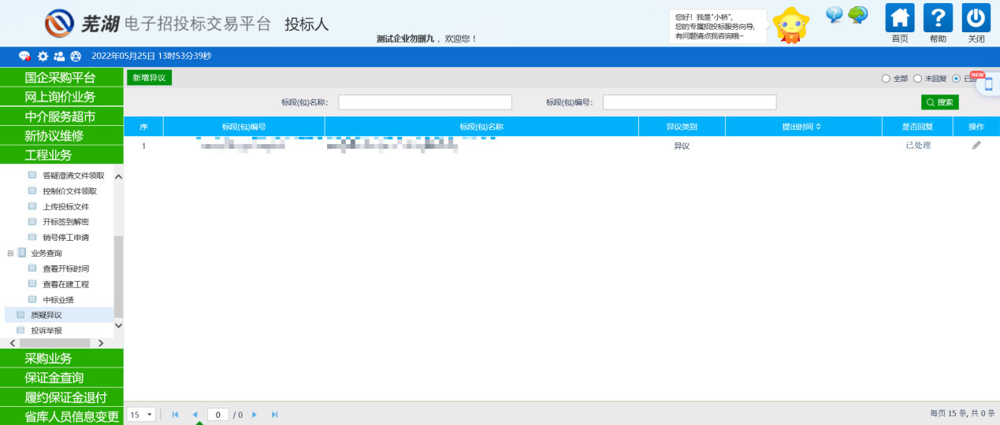 芜湖 电子招投标交易平台 投标人
测试企业勿删九 ，欢迎您！
您好！我是"小桥",
您的专属招投标服务向导,
有问题请点我咨询哦~
首页 帮助 关闭
2022年05月25日 13时53分39秒
国企采购平台
网上询价业务
中介服务超市
新协议维修
工程业务
答疑澄清文件领取
控制价文件领取
上传投标文件
开标签到解密
销号停工申请
业务查询
查看开标时间
查看在建工程
中标业绩
质疑异议
投诉举报
采购业务
保证金查询
履约保证金退付
省库人员信息变更
新增异议
全部 未回复
NEW
标段(包)名称: 标段(包)编号: 搜索
序 标段(包)编号 标段(包)名称 异议类别 提出时间 是否回复 操作
1 异议 已处理
15 0 / 0 每页 15 条, 共 0 条